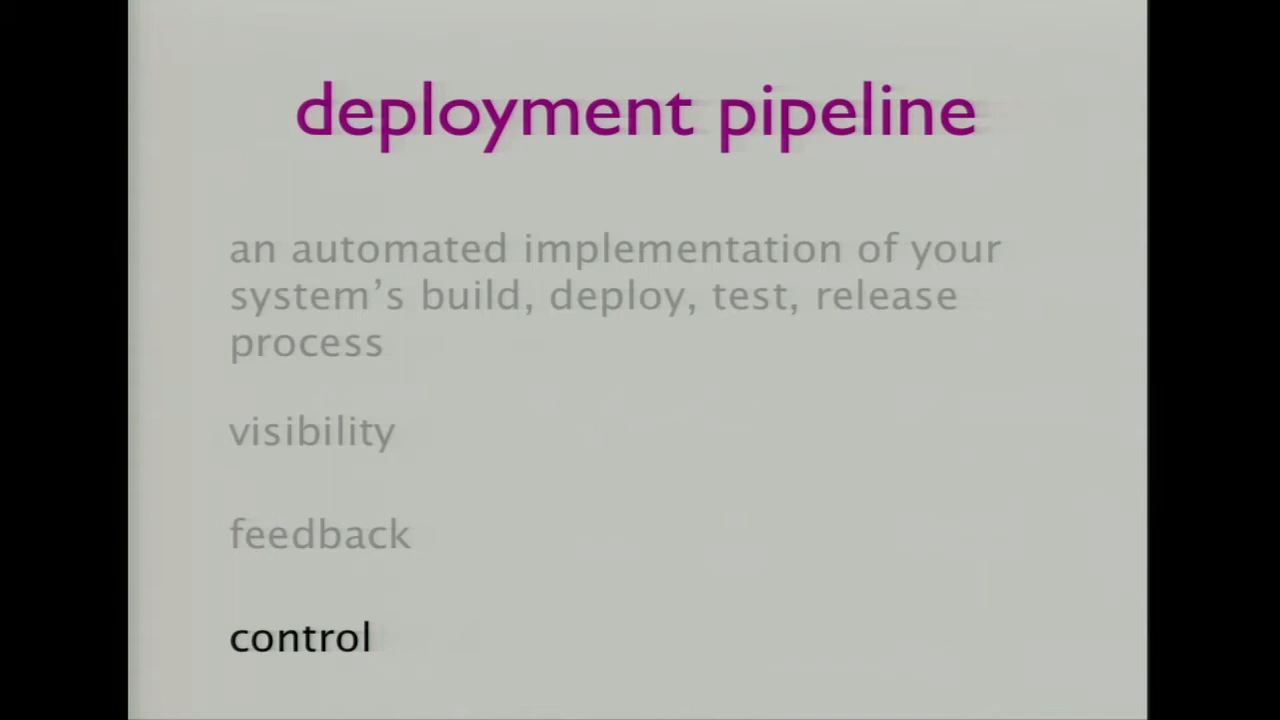 deployment pipeline
an automated implementation of your
system’s build, deploy, test, release
process
visibility
feedback
control